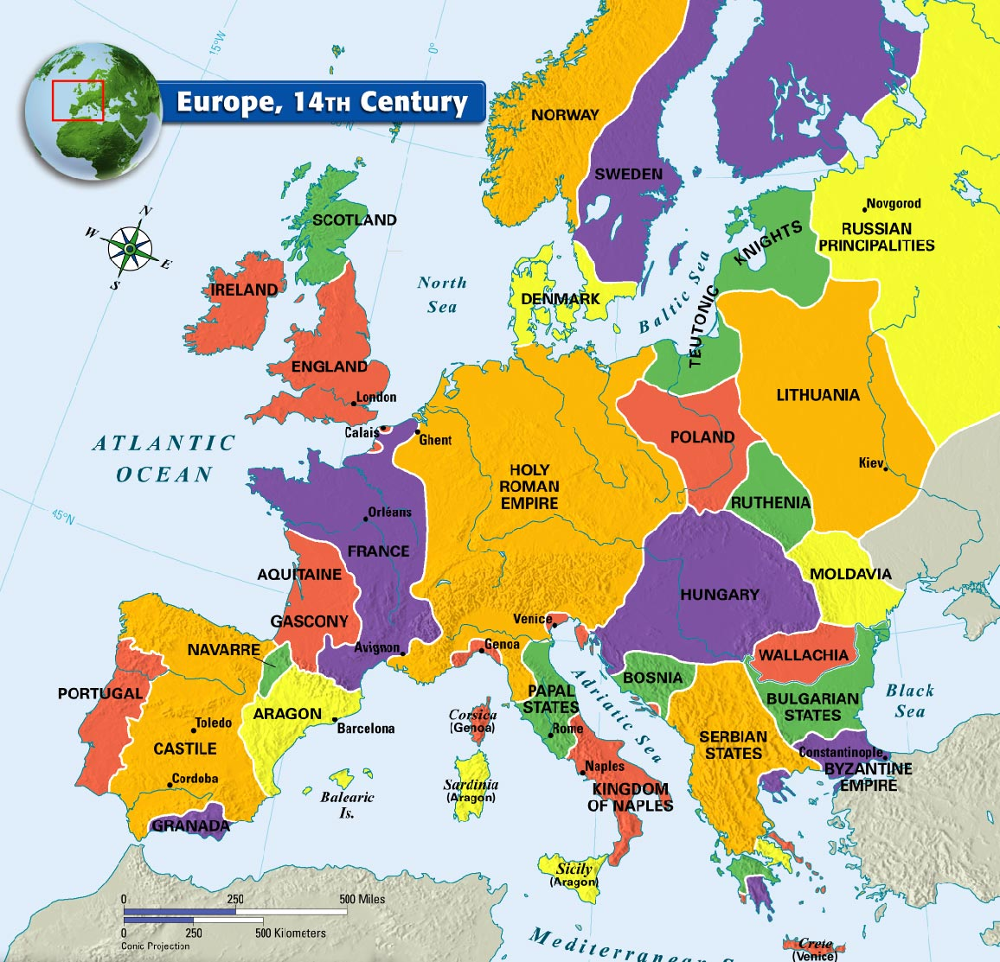 15°W
0°
Europe, 14TH Century
NORWAY
SWEDEN
N
W
E
S
SCOTLAND
Novgorod
RUSSIAN
PRINCIPALITIES
TEUTONIC KNIGHTS
IRELAND
North
Sea
DENMARK
Baltic Sea
ENGLAND
London
LITHUANIA
Calais
Ghent
POLAND
ATLANTIC
OCEAN
HOLY
ROMAN
EMPIRE
Kiev
RUTHENIA
45°N
Orléans
FRANCE
AQUITAINE
MOLDAVIA
HUNGARY
GASCONY
Venice
Avignon
Genoa
NAVARRE
WALLACHIA
BOSNIA
PORTUGAL
PAPAL
STATES
Adriatic Sea
BULGARIAN
STATES
Black
Sea
ARAGON
Corsica
(Genoa)
Toledo
Barcelona
Rome
SERBIAN
STATES
CASTILE
Constantinople
BYZANTINE
EMPIRE
Naples
Cordoba
Balearic
Is.
Sardinia
(Aragon)
KINGDOM
OF NAPLES
GRANADA
Sicily
(Aragon)
0 250 500 Miles
0 250 500 Kilometers
Conic Projection
Mediterranean S
Crete
(Venice)